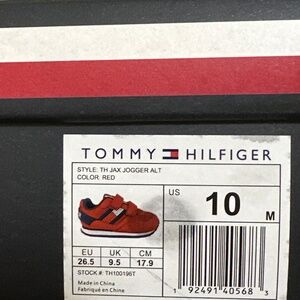 TOMMY HILFIGER
STYLE: TH JAX JOGGER ALT
COLOR: RED
US
10
M
EU UK CM
26.5 9.5 17.9
STOCK #: TH100196T
Made in China
Fabriqué en Chine
1 92491 40568 3